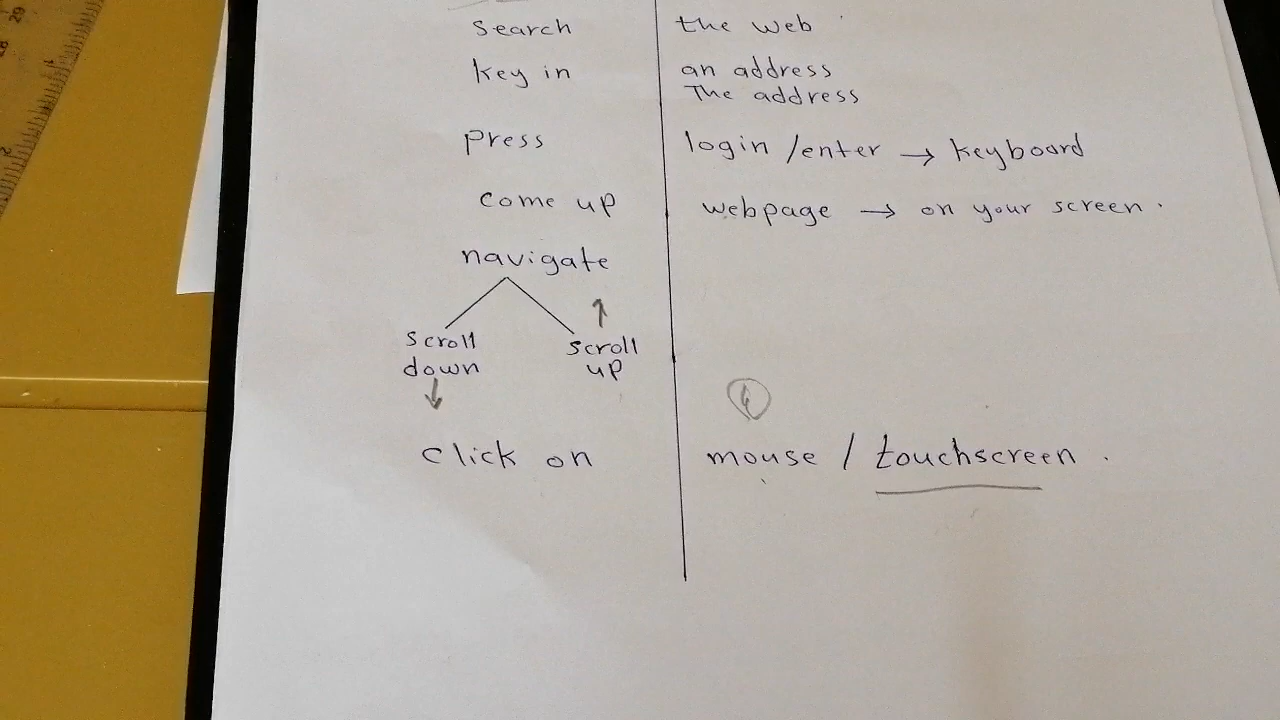 search the web
key in an address
The address
press login /enter → keyboard
come up webpage → on your screen.
navigate
↑
scroll scroll
down up
↓
click on mouse / touchscreen.